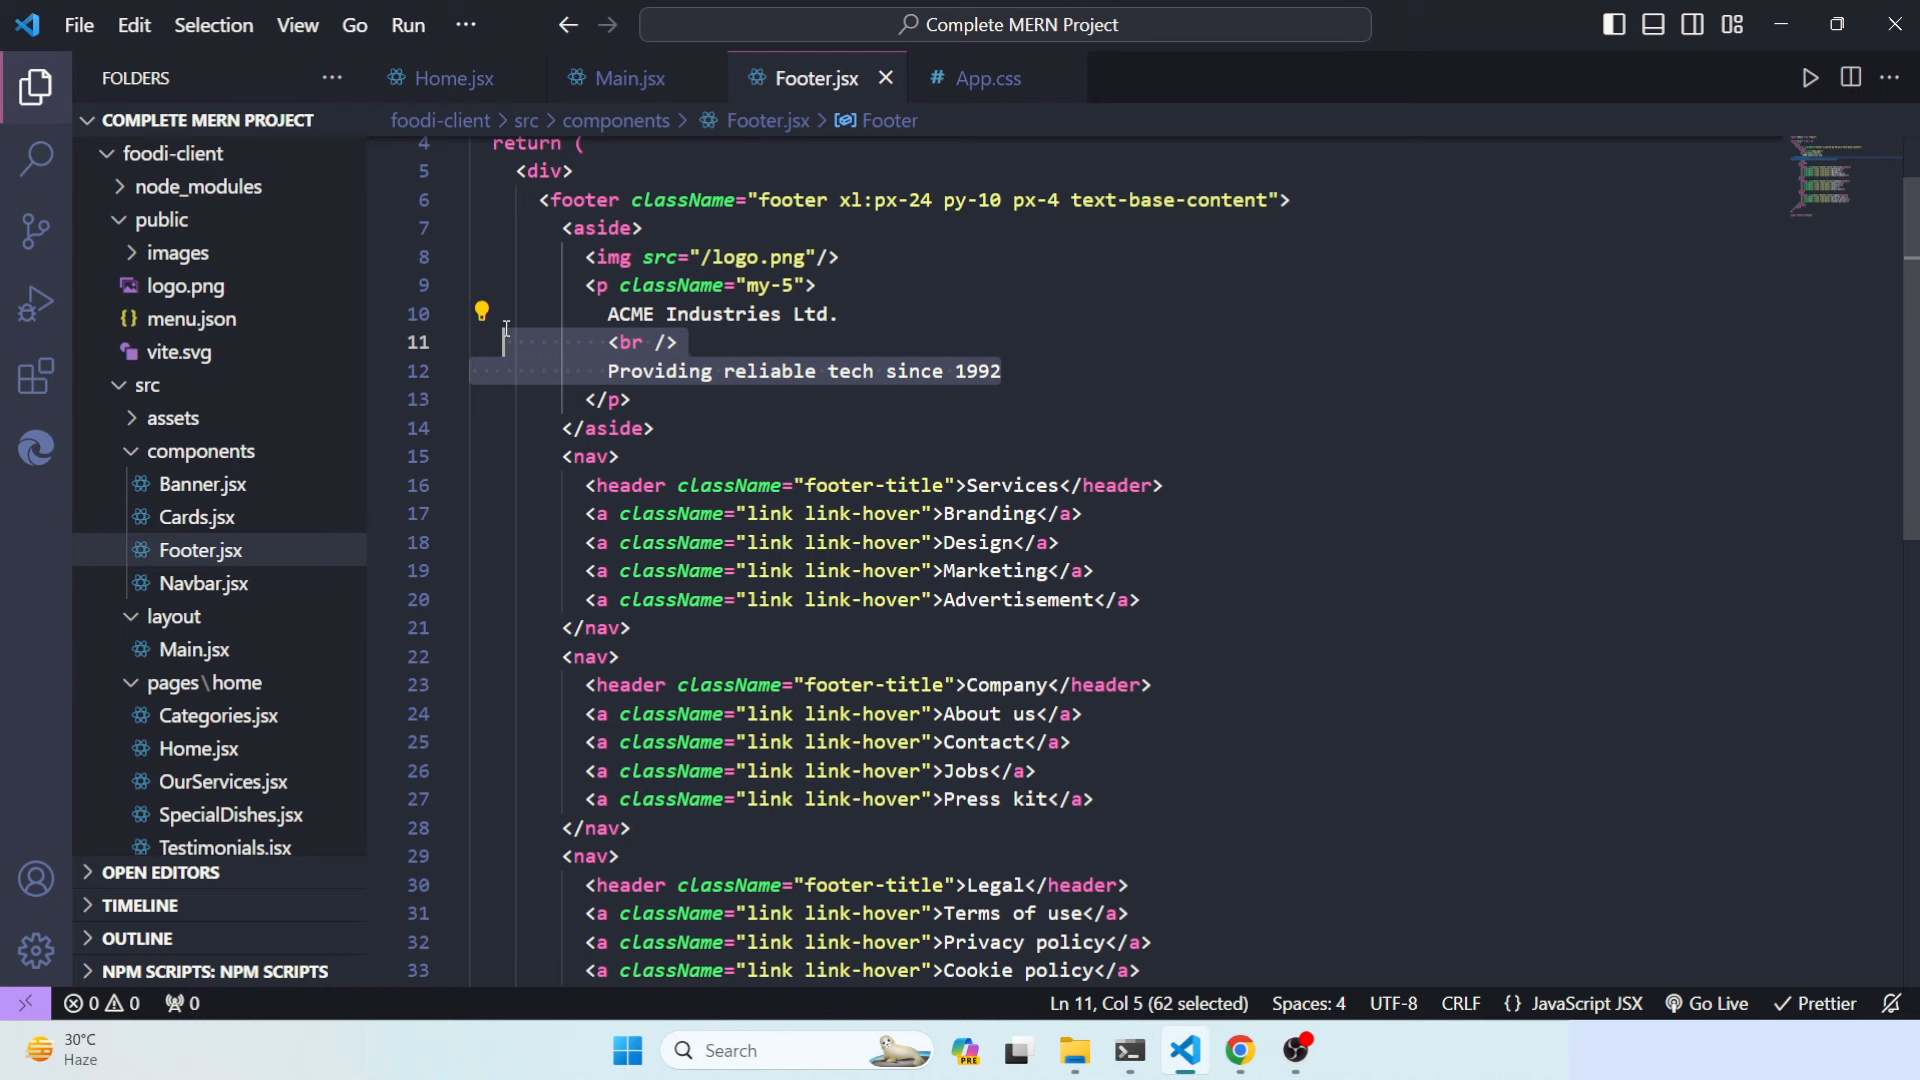 File Edit Selection View Go Run ··· Complete MERN Project
FOLDERS ···
Home.jsx Main.jsx Footer.jsx # App.css
COMPLETE MERN PROJECT
foodi-client > src > components > Footer.jsx > Footer
foodi-client
node_modules
public
images
logo.png
{} menu.json
vite.svg
src
assets
components
Banner.jsx
Cards.jsx
Footer.jsx
Navbar.jsx
layout
Main.jsx
pages\home
Categories.jsx
Home.jsx
OurServices.jsx
SpecialDishes.jsx
Testimonials.jsx
OPEN EDITORS
TIMELINE
OUTLINE
NPM SCRIPTS: NPM SCRIPTS
4 return (
5 <div>
6 <footer className="footer xl:px-24 py-10 px-4 text-base-content">
7 <aside>
8 <img src="/logo.png"/>
9 <p className="my-5">
10 ACME Industries Ltd.
11 <br />
12 Providing reliable tech since 1992
13 </p>
14 </aside>
15 <nav>
16 <header className="footer-title">Services</header>
17 <a className="link link-hover">Branding</a>
18 <a className="link link-hover">Design</a>
19 <a className="link link-hover">Marketing</a>
20 <a className="link link-hover">Advertisement</a>
21 </nav>
22 <nav>
23 <header className="footer-title">Company</header>
24 <a className="link link-hover">About us</a>
25 <a className="link link-hover">Contact</a>
26 <a className="link link-hover">Jobs</a>
27 <a className="link link-hover">Press kit</a>
28 </nav>
29 <nav>
30 <header className="footer-title">Legal</header>
31 <a className="link link-hover">Terms of use</a>
32 <a className="link link-hover">Privacy policy</a>
33 <a className="link link-hover">Cookie policy</a>
0 0 0 Ln 11, Col 5 (62 selected) Spaces: 4 UTF-8 CRLF {} JavaScript JSX Go Live Prettier
30°C
Haze
Search
PRE